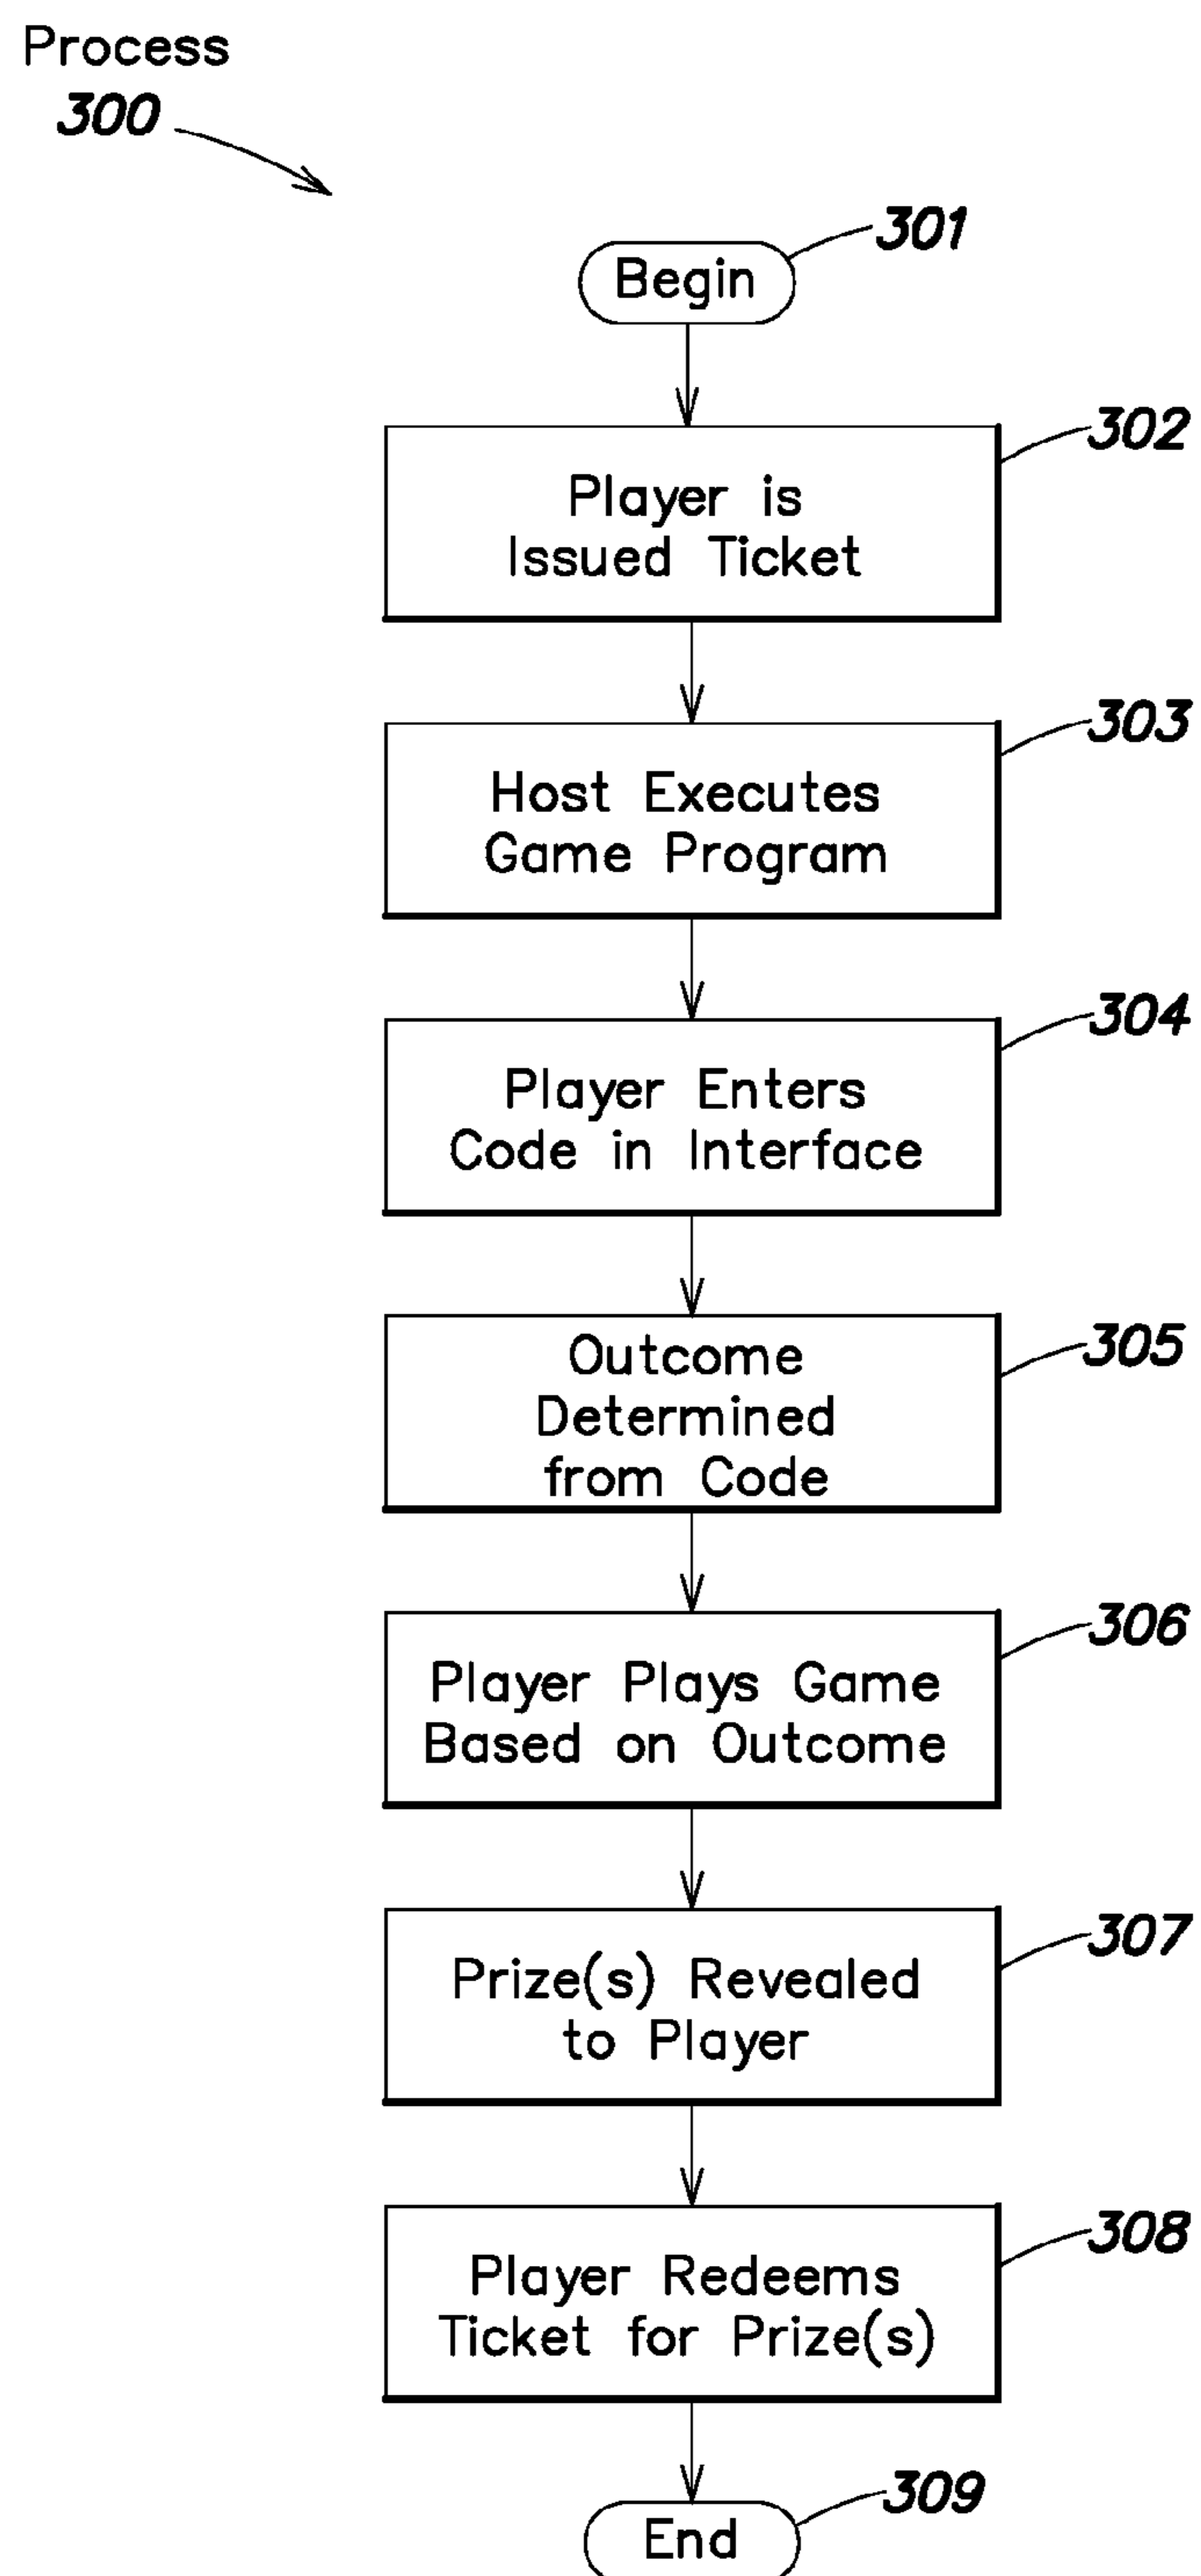 Process
300
301
Begin
302
Player is
Issued Ticket
303
Host Executes
Game Program
304
Player Enters
Code in Interface
305
Outcome
Determined
from Code
306
Player Plays Game
Based on Outcome
307
Prize(s) Revealed
to Player
308
Player Redeems
Ticket for Prize(s)
309
End